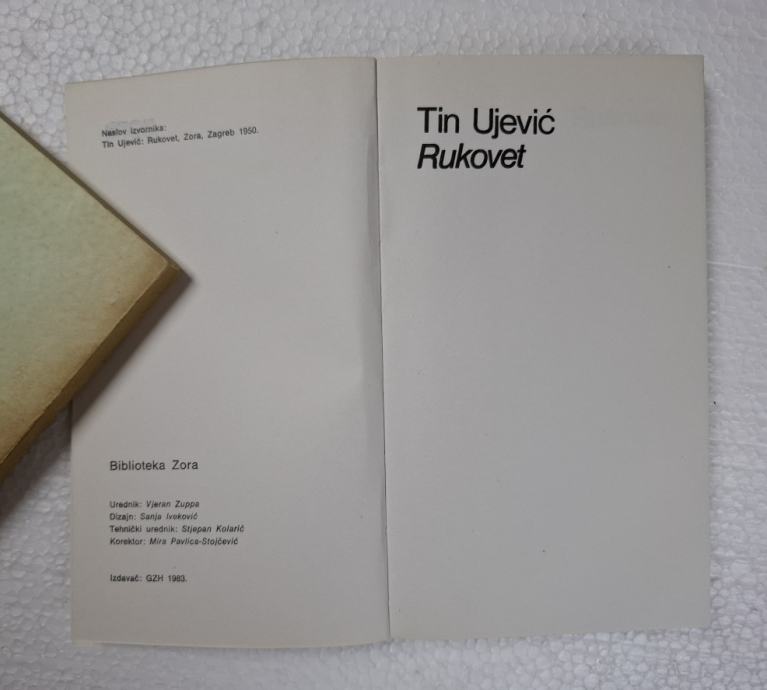 Naslov izvornika:
Tin Ujević: Rukovet, Zora, Zagreb 1950.
Biblioteka Zora
Urednik: Vjeran Zuppa
Dizajn: Sanja Iveković
Tehnički urednik: Stjepan Kolarić
Korektor: Mira Pavlica-Stojčević
Izdavač: GZH 1983.
Tin Ujević
Rukovet